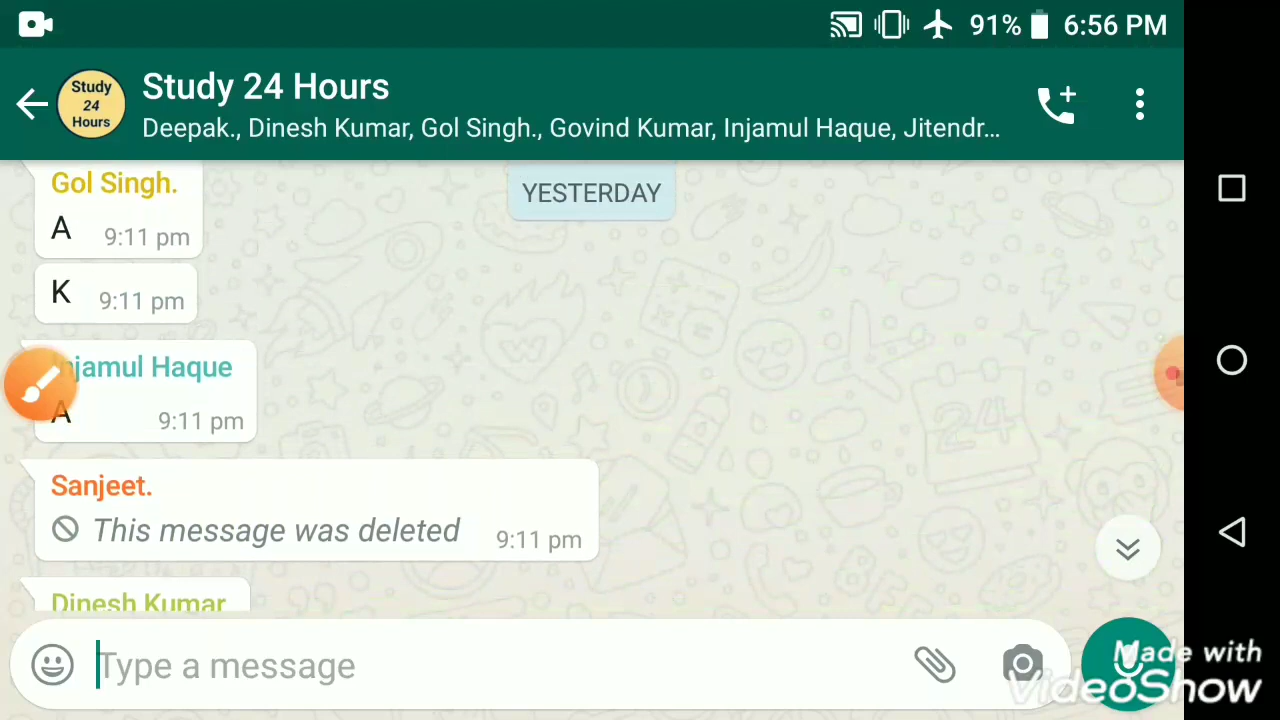 91% 6:56 PM
Study
24
Hours
Study 24 Hours
Deepak., Dinesh Kumar, Gol Singh., Govind Kumar, Injamul Haque, Jitendr...
YESTERDAY
Gol Singh.
A 9:11 pm
K 9:11 pm
Injamul Haque
A 9:11 pm
Sanjeet.
This message was deleted 9:11 pm
Dinesh Kumar
Type a message
Made with
VideoShow